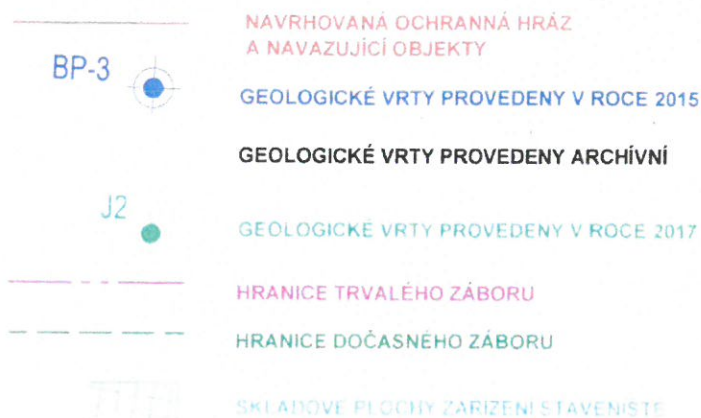 NAVRHOVANÁ OCHRANNÁ HRÁZ
A NAVAZUJÍCÍ OBJEKTY
BP-3
GEOLOGICKÉ VRTY PROVEDENY V ROCE 2015
GEOLOGICKÉ VRTY PROVEDENY ARCHÍVNÍ
J2
GEOLOGICKÉ VRTY PROVEDENY V ROCE 2017
HRANICE TRVALÉHO ZÁBORU
HRANICE DOČASNÉHO ZÁBORU
SKLADOVÉ PLOCHY ZAŘÍZENÍ STAVENIŠTĚ